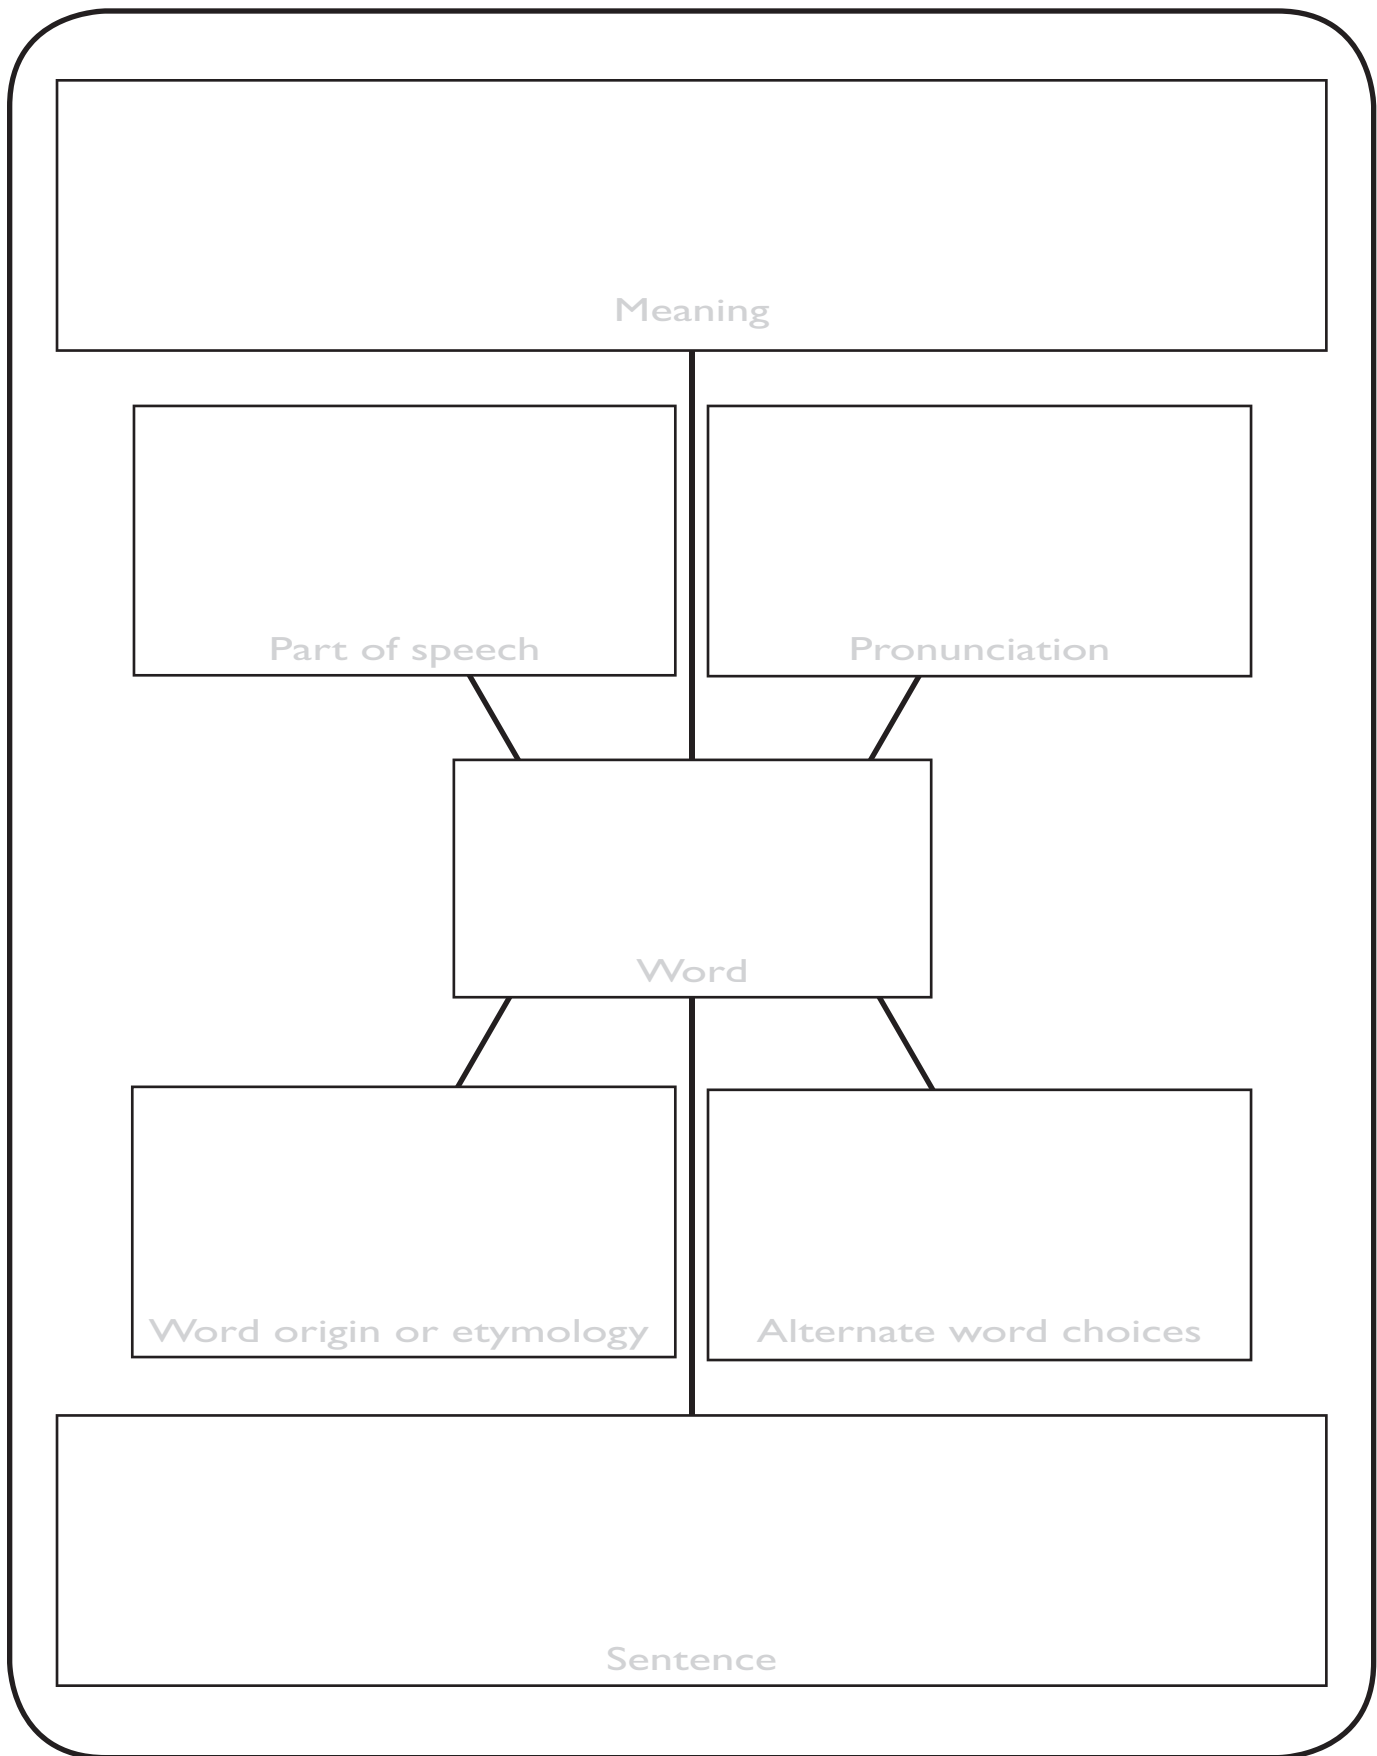 Meaning
Part of speech
Pronunciation
Word
Word origin or etymology
Alternate word choices
Sentence